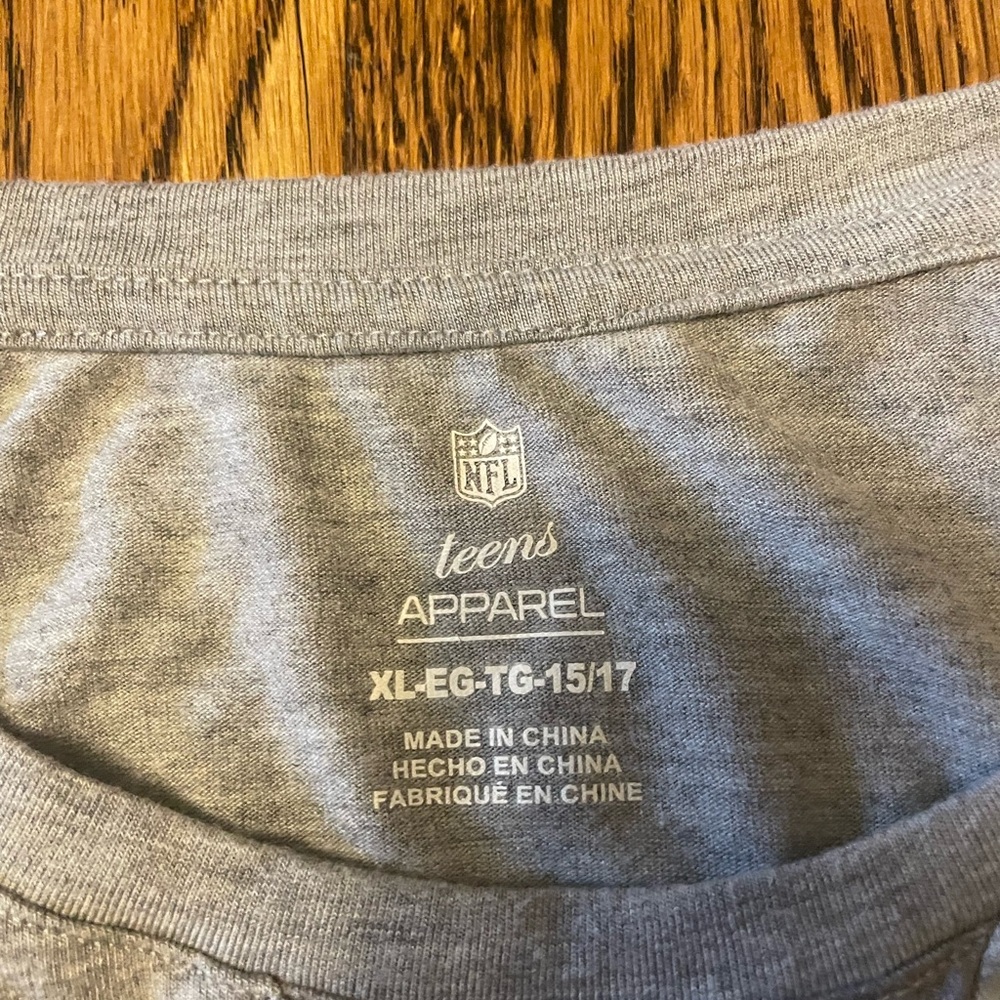 NFL
teens
APPAREL
XL-EG-TG-15/17
MADE IN CHINA
HECHO EN CHINA
FABRIQUÉ EN CHINE